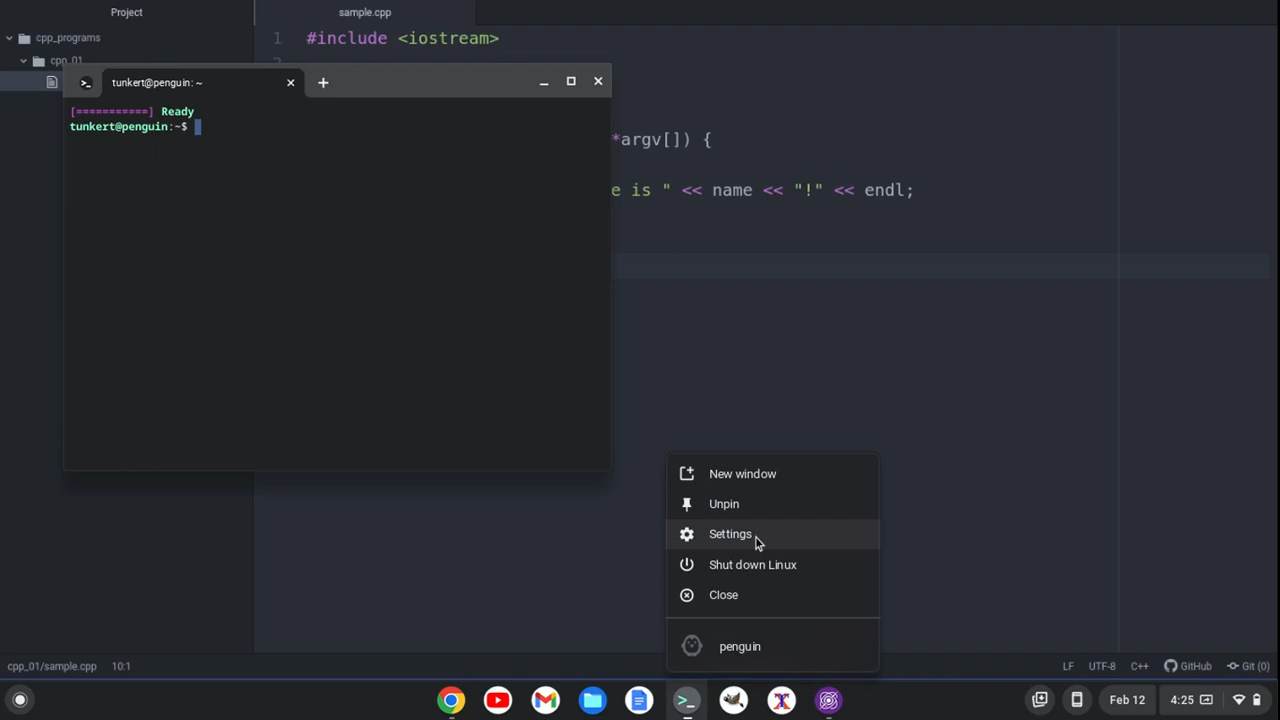 Project
sample.cpp
cpp_programs
1 #include <iostream>
cpp_01
2
tunkert@penguin: ~
[===========] Ready
tunkert@penguin:~$
*argv[]) {
e is " << name << "!" << endl;
New window
Unpin
Settings
Shut down Linux
Close
penguin
cpp_01/sample.cpp 10:1
LF UTF-8 C++ GitHub Git (0)
Feb 12 4:25